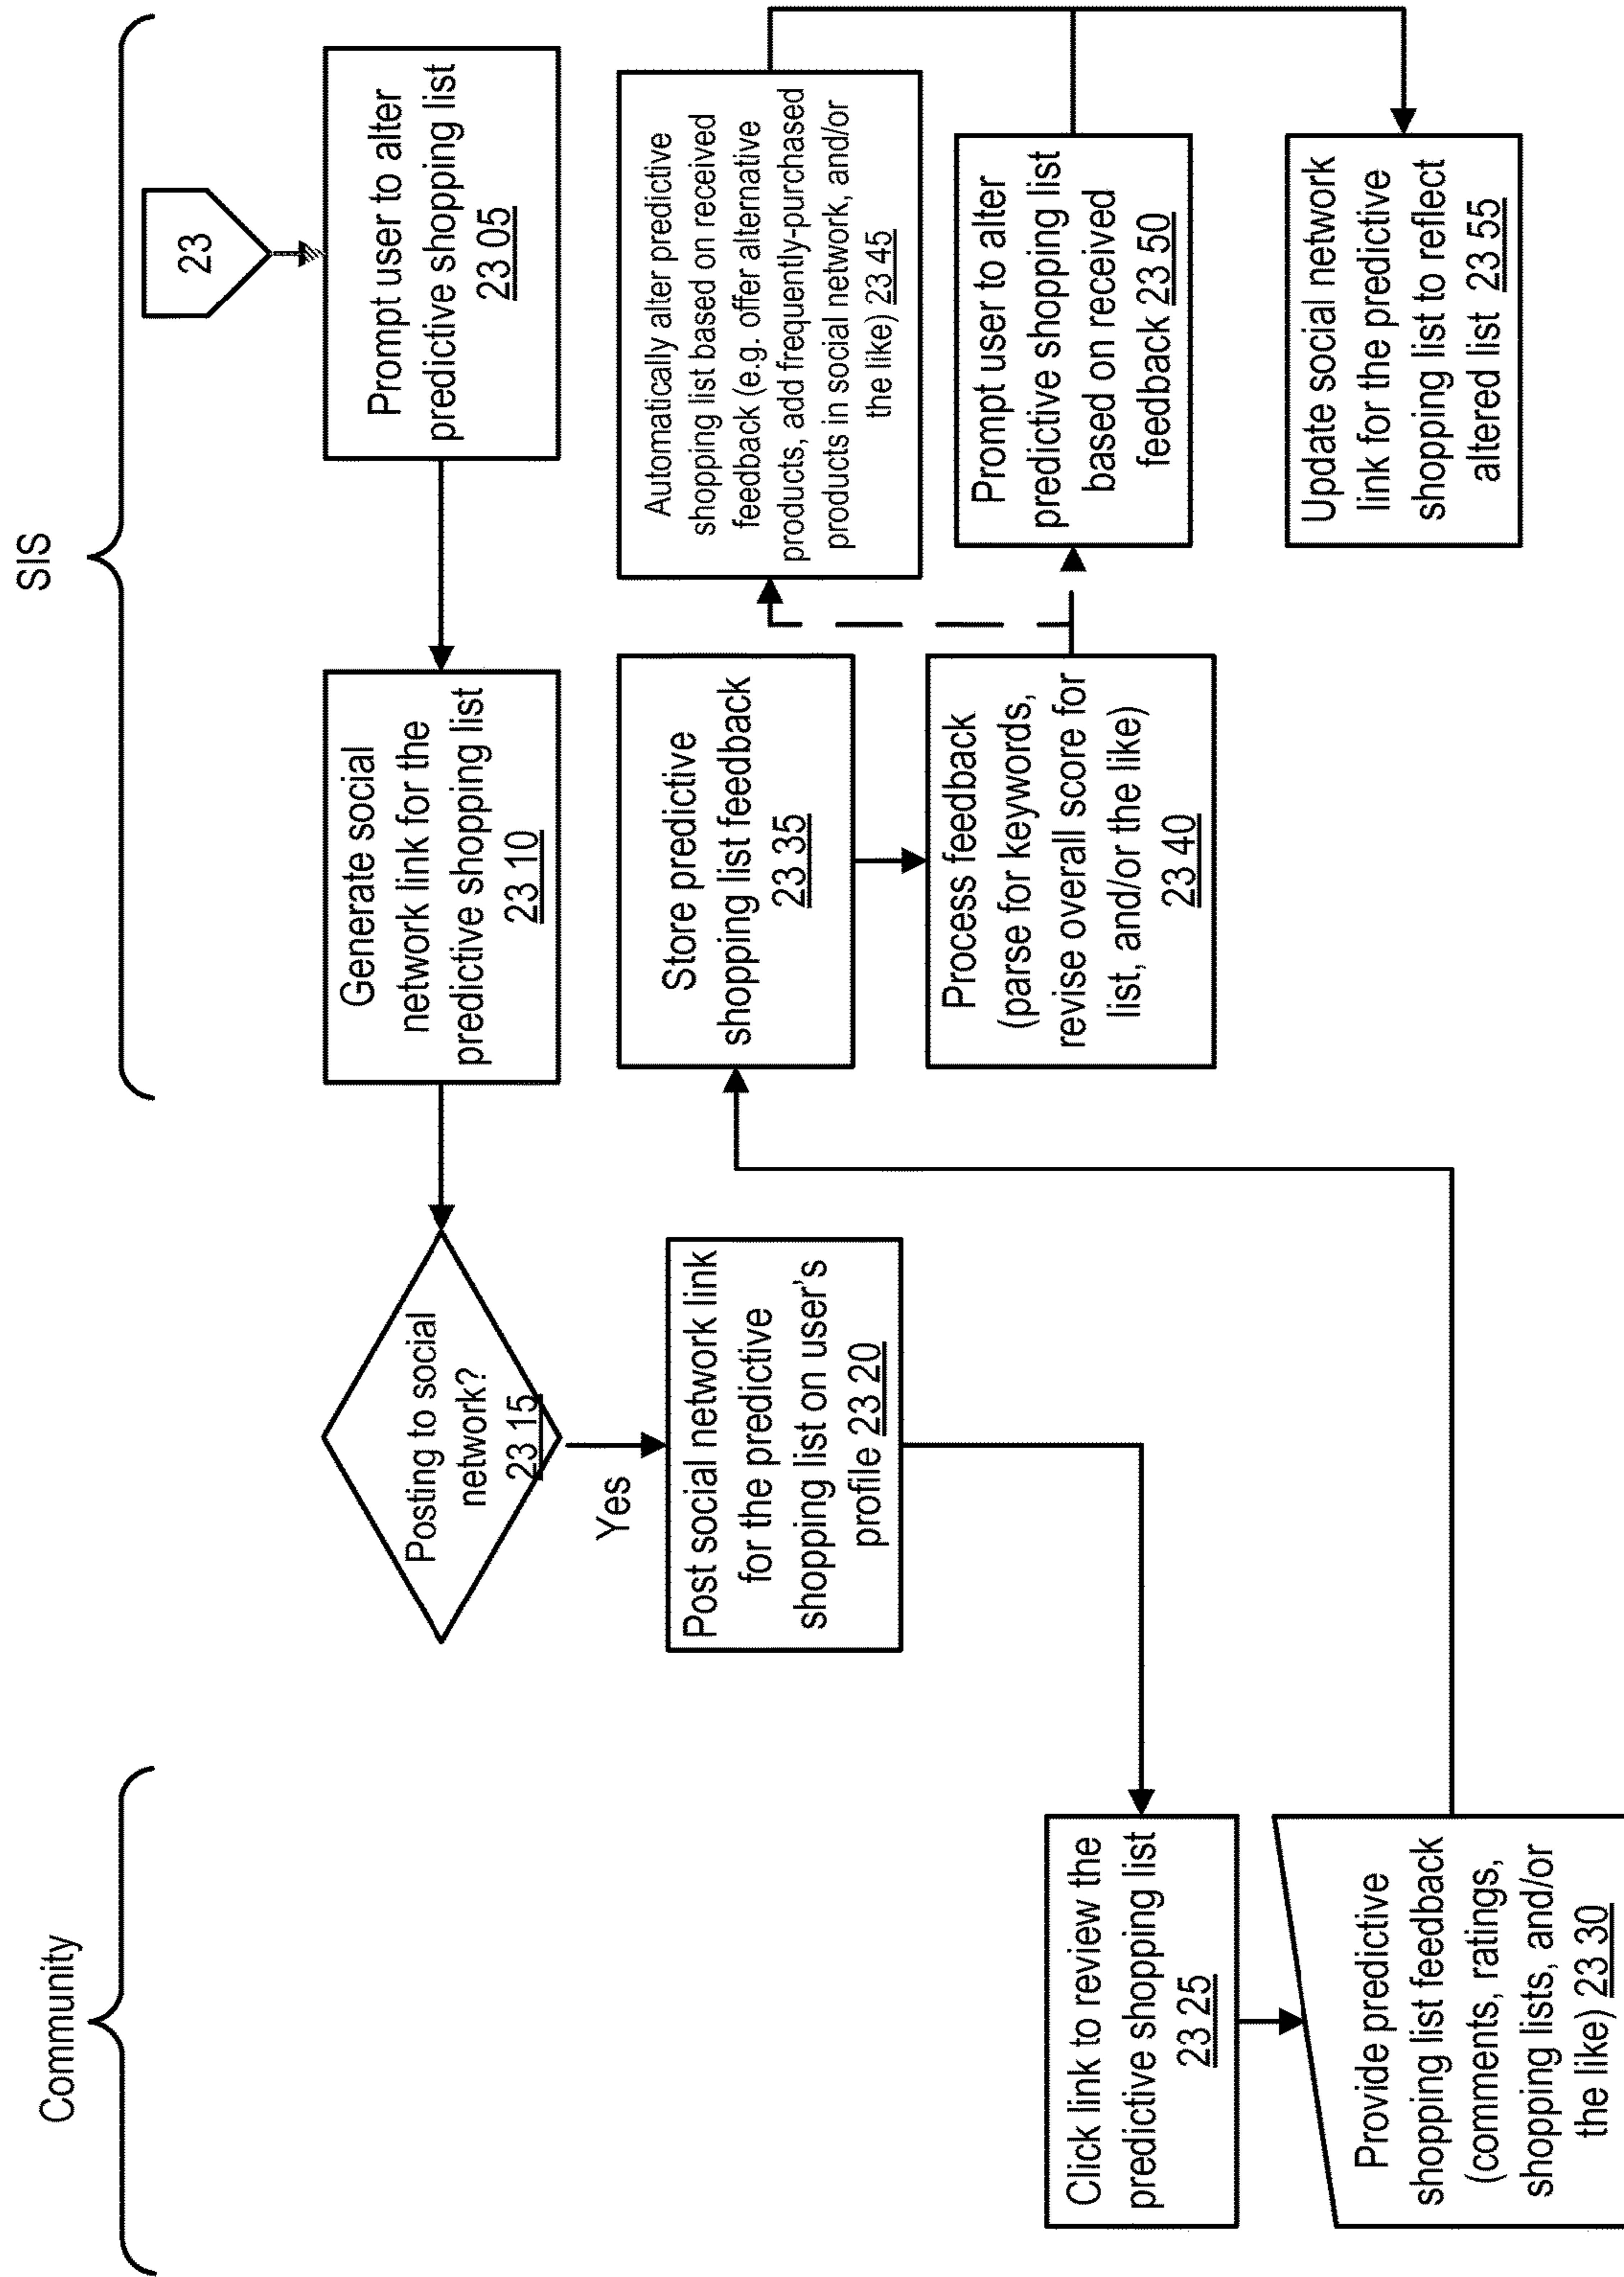 Community
SIS
23
Prompt user to alter
predictive shopping list
23 05
Generate social
network link for the
predictive shopping list
23 10
Posting to social
network?
23 15
Yes
Post social network link
for the predictive
shopping list on user's
profile 23 20
Click link to review the
predictive shopping list
23 25
Provide predictive
shopping list feedback
(comments, ratings,
shopping lists, and/or
the like) 23 30
Store predictive
shopping list feedback
23 35
Process feedback
(parse for keywords,
revise overall score for
list, and/or the like)
23 40
Automatically alter predictive
shopping list based on received
feedback (e.g. offer alternative
products, add frequently-purchased
products in social network, and/or
the like) 23 45
Prompt user to alter
predictive shopping list
based on received
feedback 23 50
Update social network
link for the predictive
shopping list to reflect
altered list 23 55